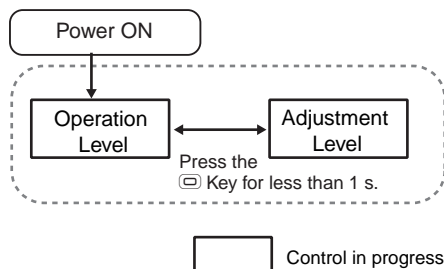 Power ON
Operation
Level
Adjustment
Level
Press the
Key for less than 1 s.
Control in progress